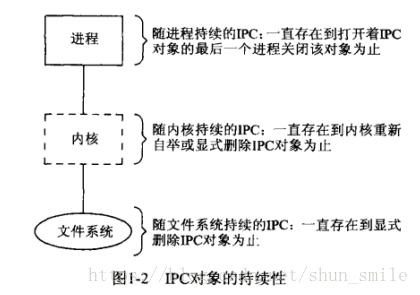 进程
随进程持续的IPC：一直存在到打开着IPC
对象的最后一个进程关闭该对象为止
内核
随内核持续的IPC：一直存在到内核重新
自举或显式删除IPC对象为止
文件系统
随文件系统持续的IPC：一直存在到显式
删除IPC对象为止
图1-2 IPC对象的持续性